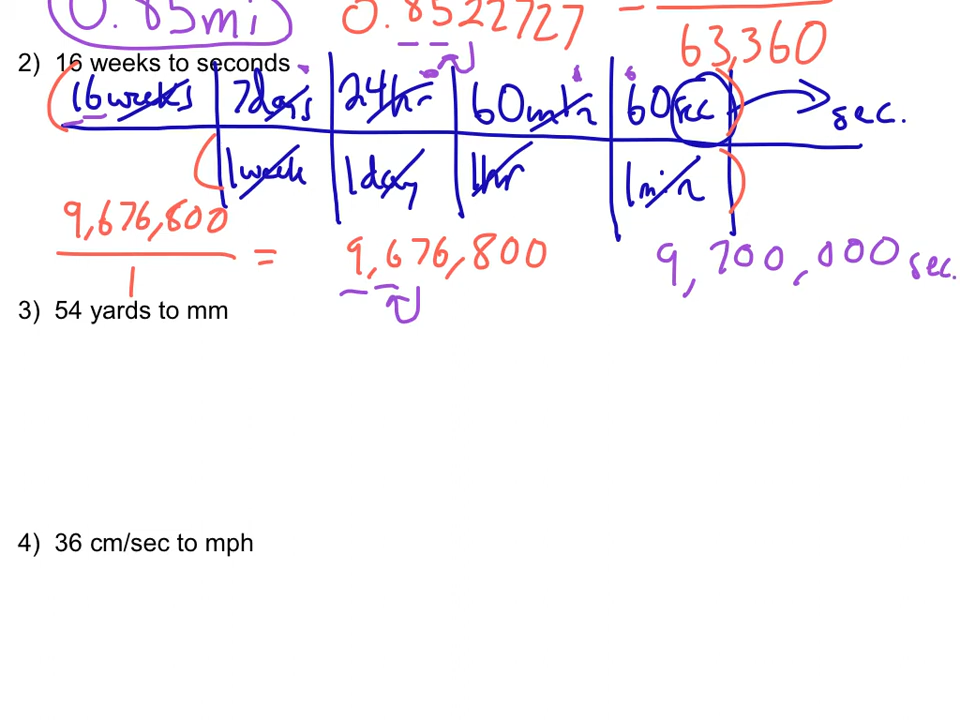 0.85mi 0.8522727 = 63,360
2) 16 weeks to seconds
16 weeks 7days 24hr 60min 60sec → sec.
1week 1day 1hr 1min
9,676,800
1
= 9,676,800 9,700,000 sec.
3) 54 yards to mm
4) 36 cm/sec to mph